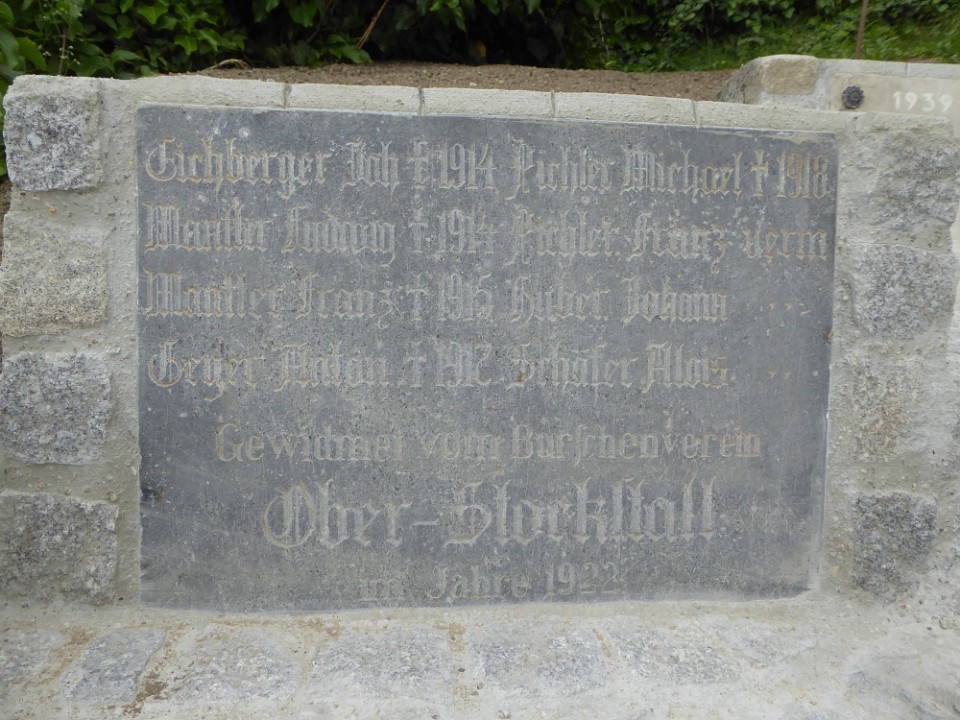 1939
Eichberger Joh † 1914 Pichler Michael † 1918
Mantler Ludwig † 1914 Pichler Franz verm
Mantler Franz † 1915 Huber Johann " "
Geyer Anton † 1917 Schäfer Alois. " "
Gewidmet vom Burschenverein
Ober-Stockstall
im Jahre 1922